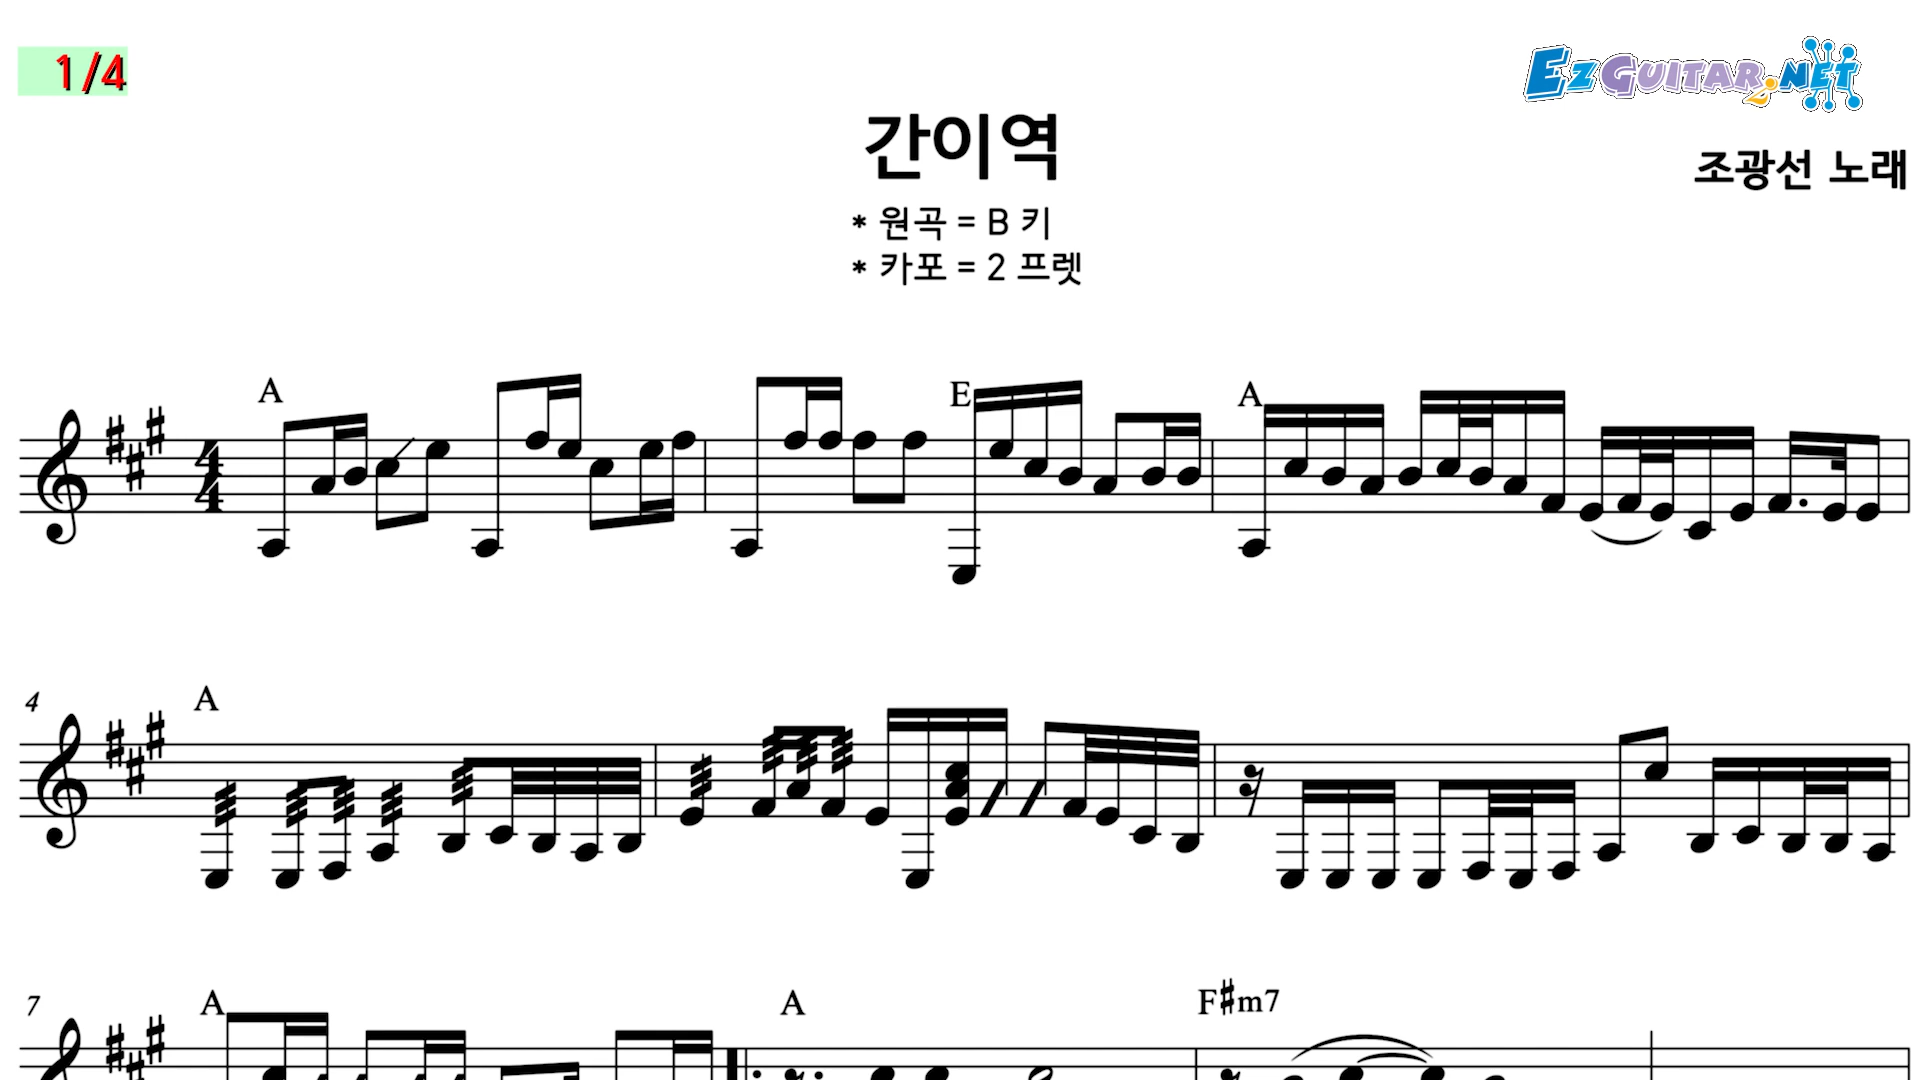 1/4
EzGuitar2.Net
간이역
조광선 노래
* 원곡 = B 키
* 카포 = 2 프렛
A E A
4 A
7 A A F#m7